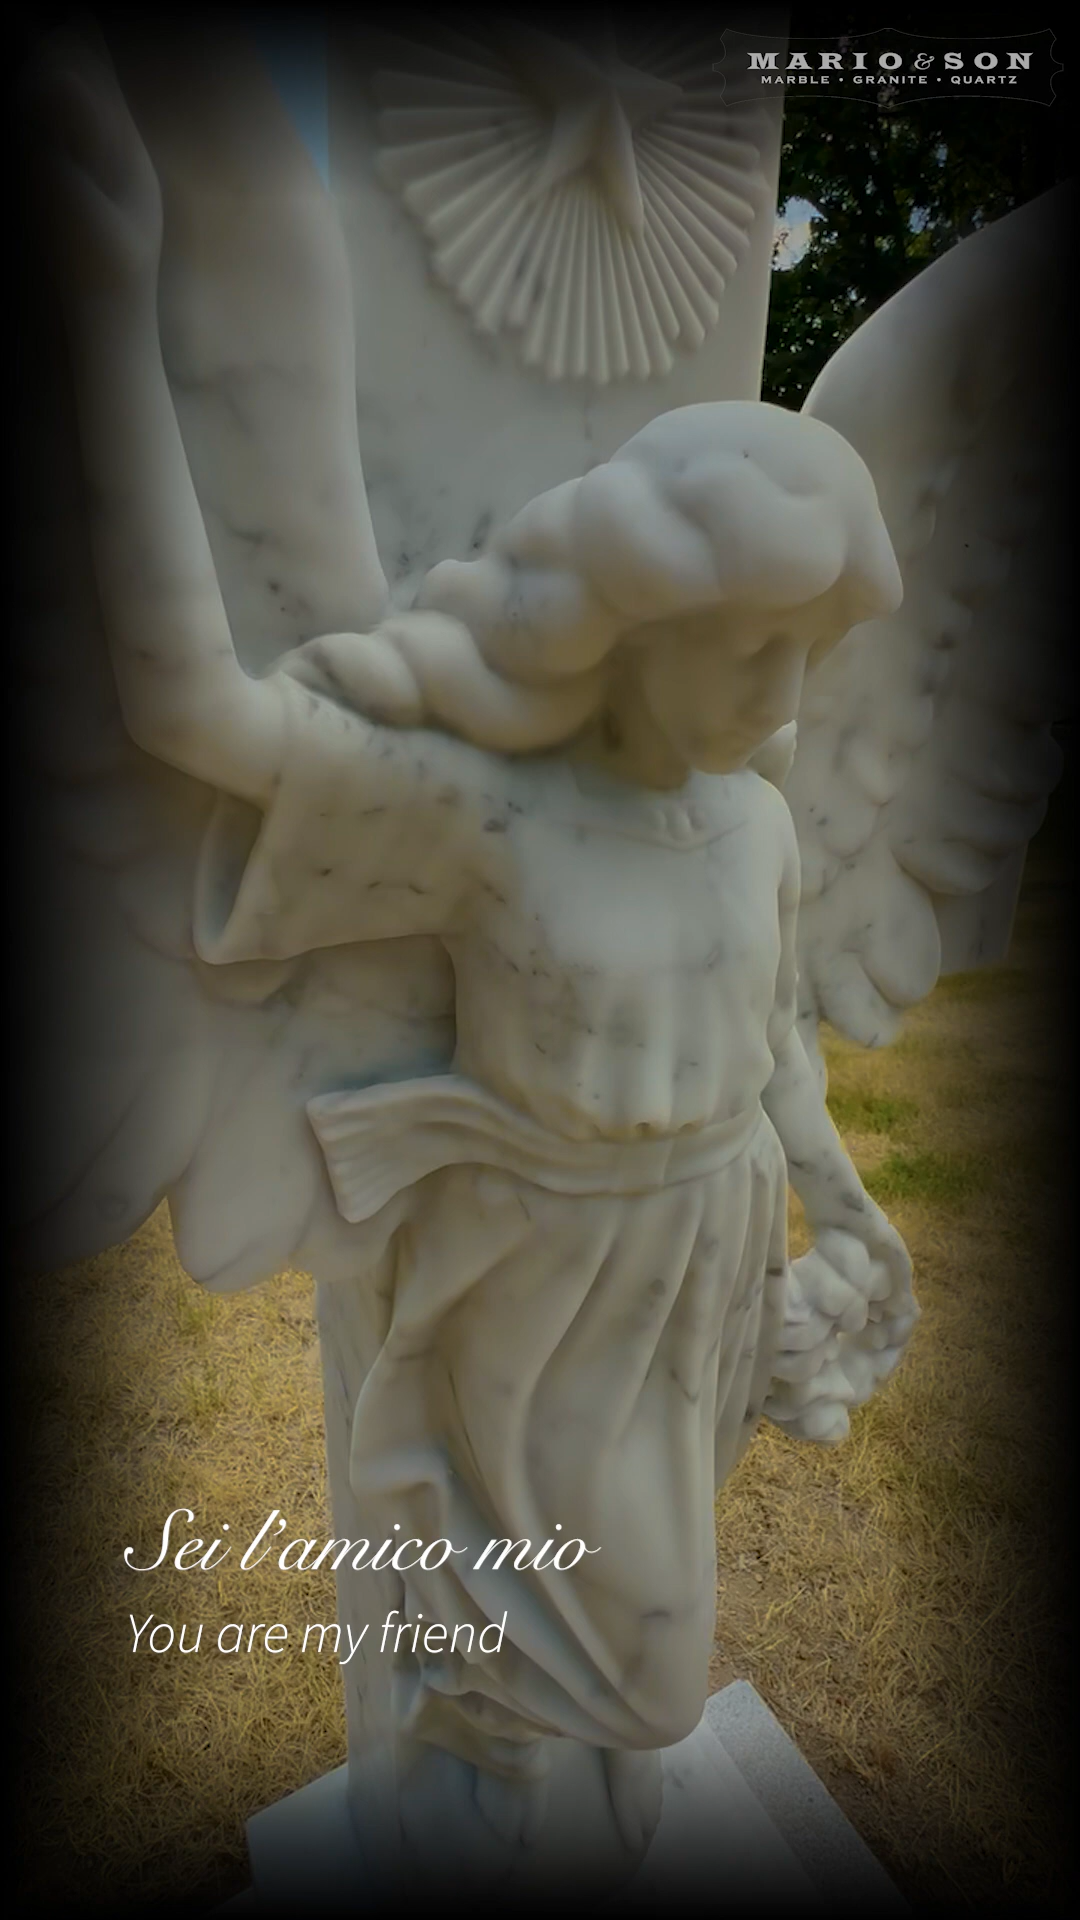 MARIO & SON
MARBLE • GRANITE • QUARTZ
Sei l'amico mio
You are my friend